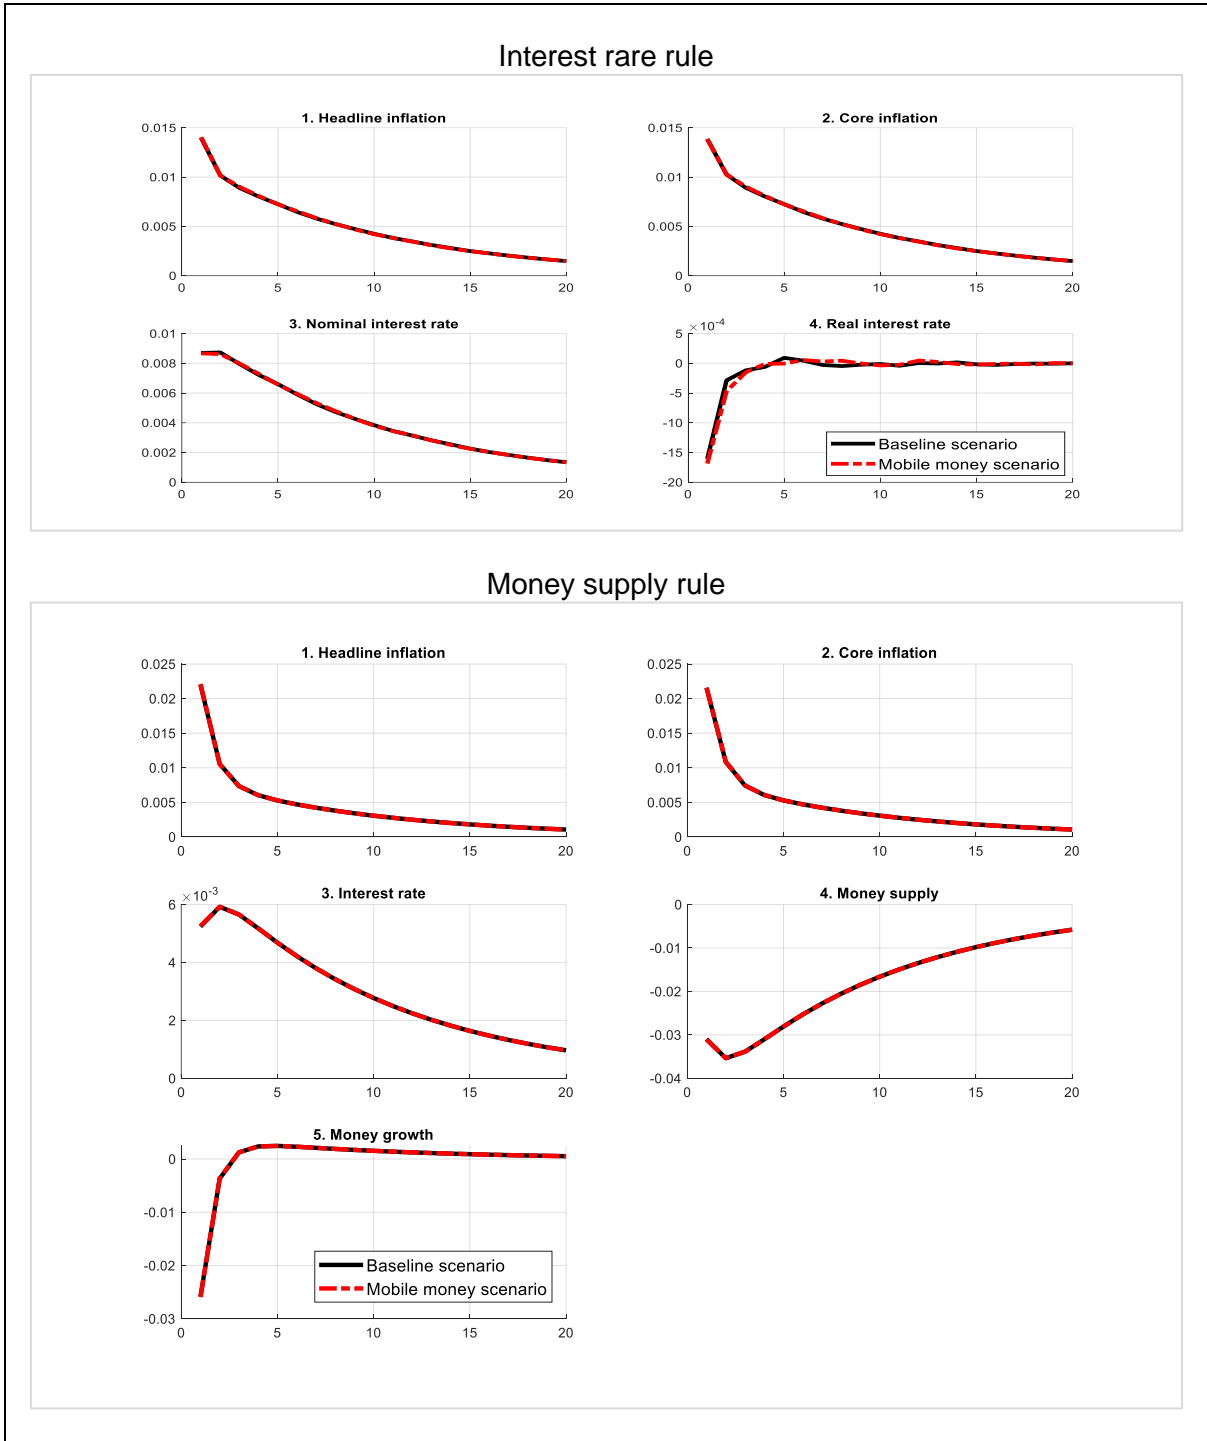 Interest rare rule
1. Headline inflation
0.015
0.01
0.005
0
0 5 10 15 20
2. Core inflation
0.015
0.01
0.005
0
0 5 10 15 20
3. Nominal interest rate
0.01
0.008
0.006
0.004
0.002
0
0 5 10 15 20
4. Real interest rate
×10-4
5
0
-5
-10
-15
-20
0 5 10 15 20
Baseline scenario
Mobile money scenario
Money supply rule
1. Headline inflation
0.025
0.02
0.015
0.01
0.005
0
0 5 10 15 20
2. Core inflation
0.025
0.02
0.015
0.01
0.005
0
0 5 10 15 20
3. Interest rate
×10-3
6
4
2
0
0 5 10 15 20
4. Money supply
0
-0.01
-0.02
-0.03
-0.04
0 5 10 15 20
5. Money growth
0
-0.01
-0.02
-0.03
0 5 10 15 20
Baseline scenario
Mobile money scenario